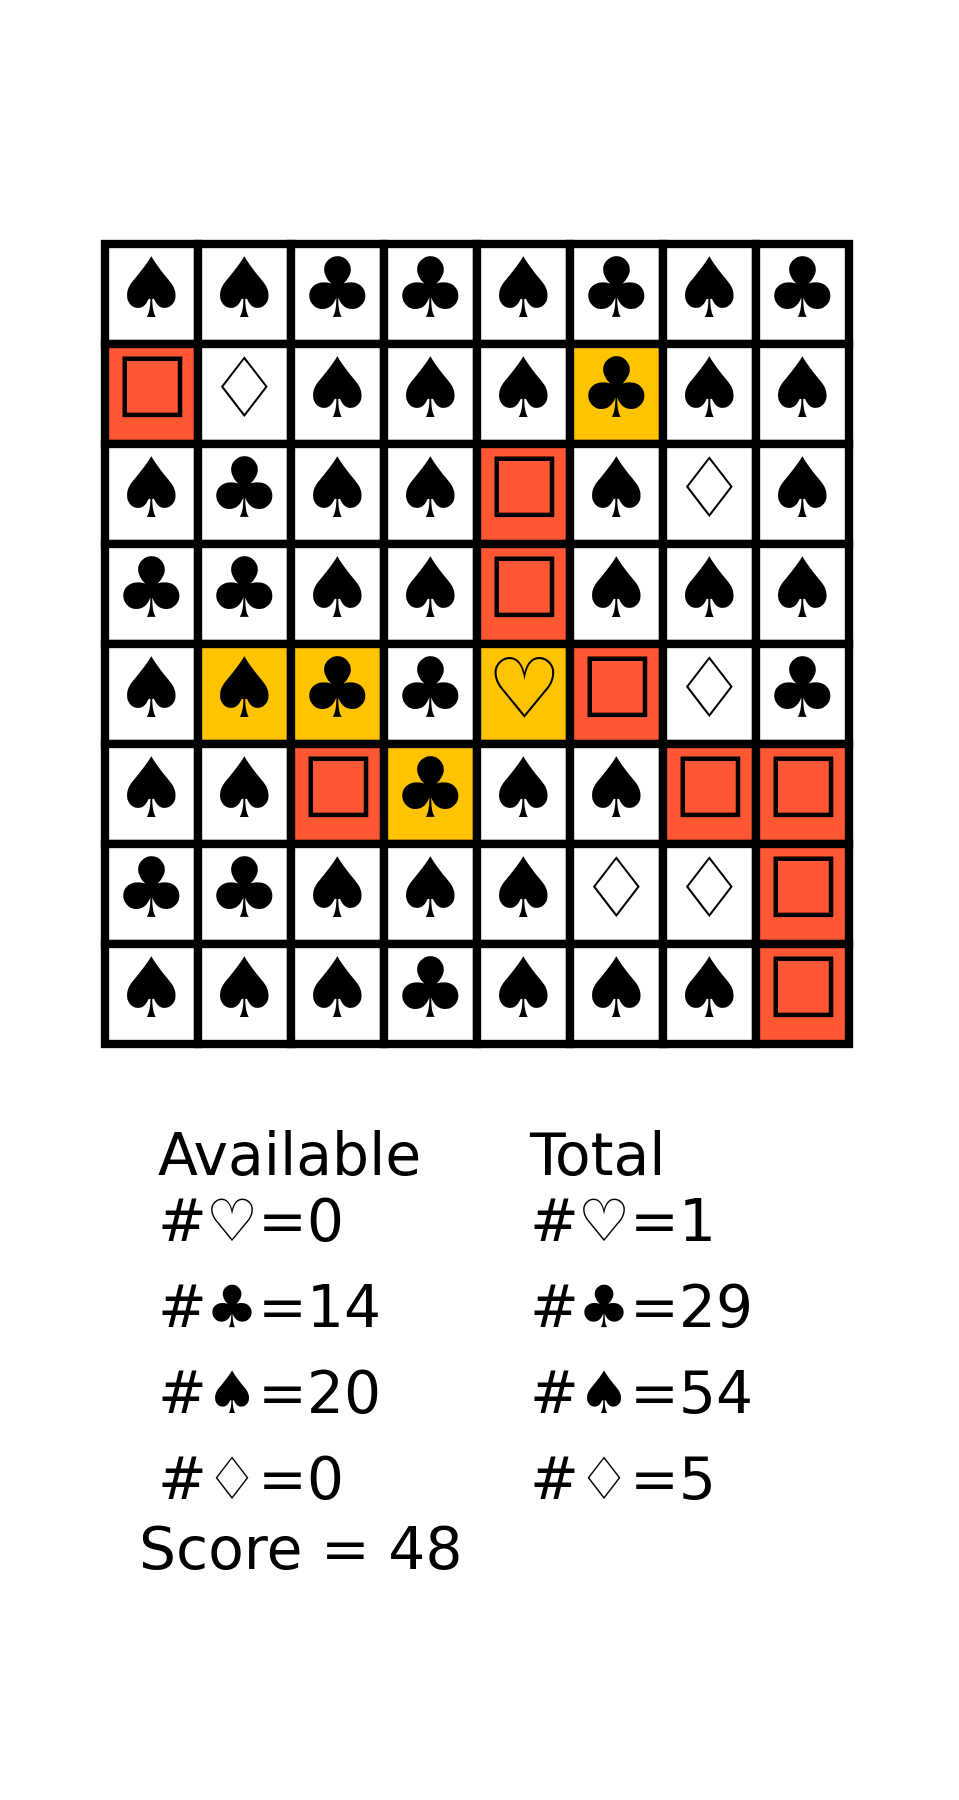 ♠ ♠ ♣ ♣ ♠ ♣ ♠ ♣
□ ♢ ♠ ♠ ♠ ♣ ♠ ♠
♠ ♣ ♠ ♠ □ ♠ ♢ ♠
♣ ♣ ♠ ♠ □ ♠ ♠ ♠
♠ ♠ ♣ ♣ ♡ □ ♢ ♣
♠ ♠ □ ♣ ♠ ♠ □ □
♣ ♣ ♠ ♠ ♠ ♢ ♢ □
♠ ♠ ♠ ♣ ♠ ♠ ♠ □
Available Total
#♡=0 #♡=1
#♣=14 #♣=29
#♠=20 #♠=54
#♢=0 #♢=5
Score = 48